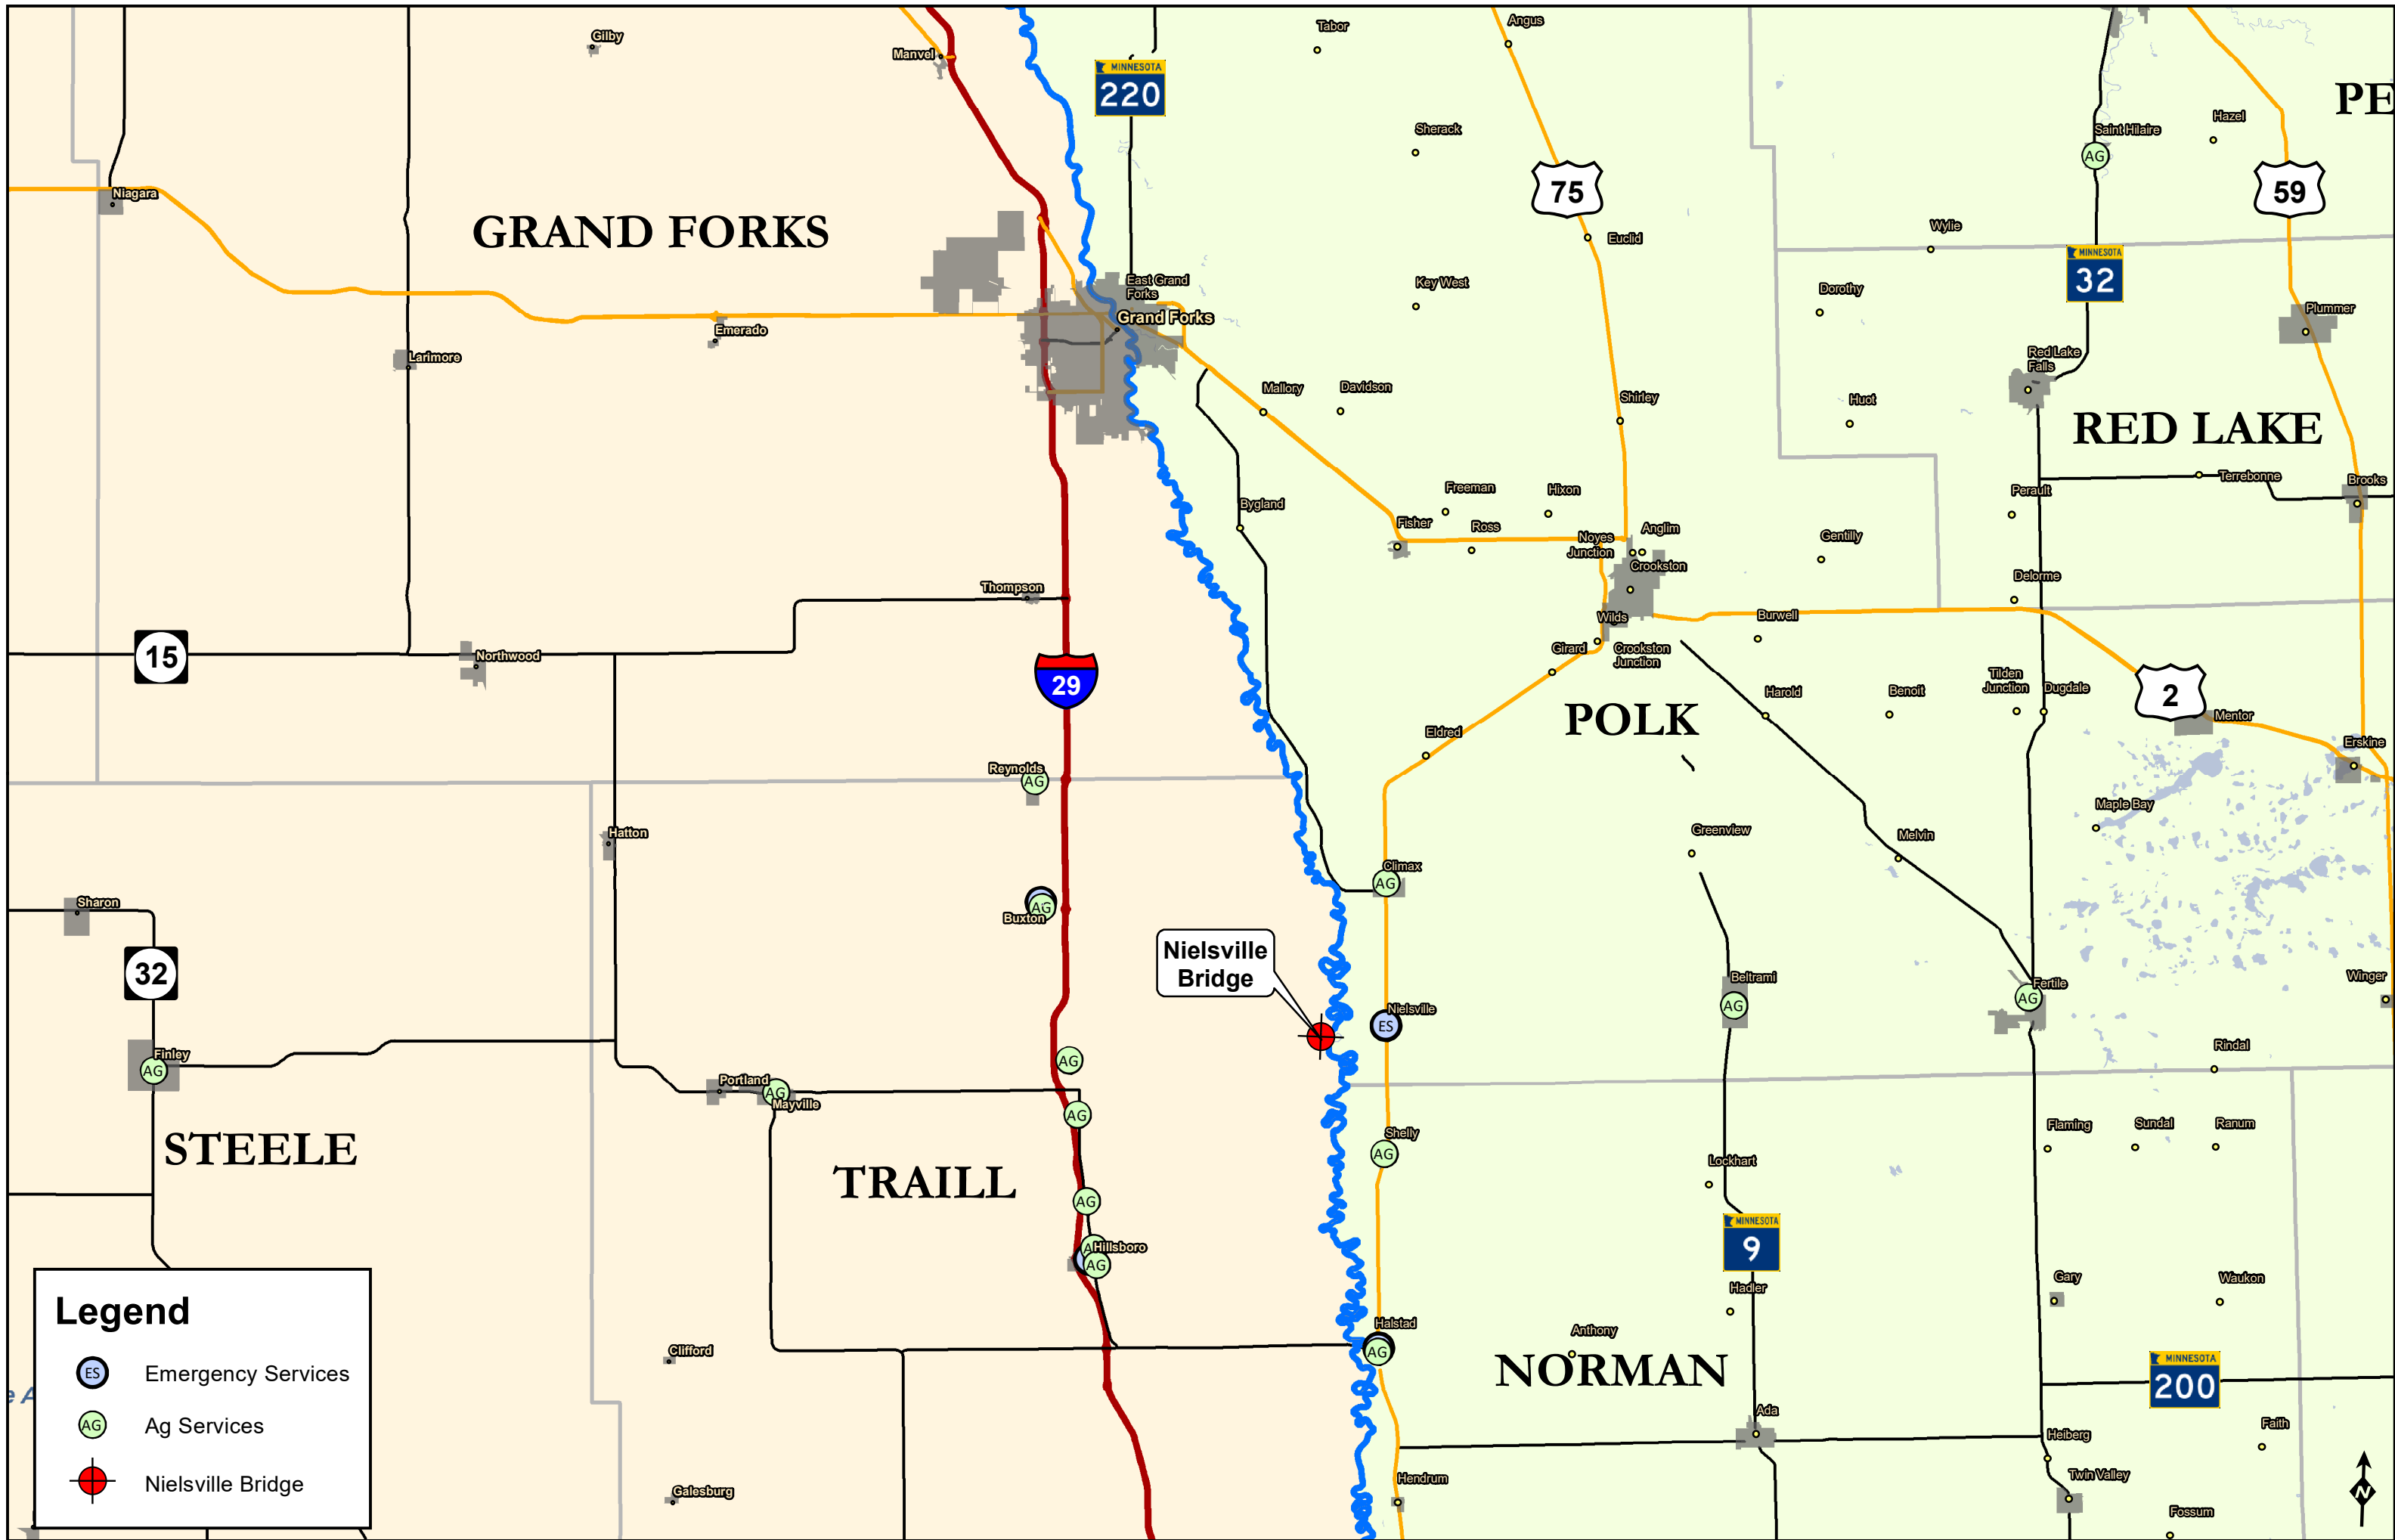 Tabor
Angus
Gilby
Manvel
MINNESOTA
220
PE
Hazel
Sherack
Saint Hilaire
AG
75
59
Niagara
GRAND FORKS
Euclid
Wylie
MINNESOTA
32
East Grand
Forks
Key West
Dorothy
Grand Forks
Plummer
Emerado
Larimore
Red Lake
Falls
Mallory
Davidson
Shirley
Huot
RED LAKE
Terrebonne
Brooks
Freeman
Hixon
Perault
Bygland
Fisher
Ross
Noyes
Junction
Anglim
Gentilly
Crookston
Delorme
Thompson
Wilds
Burwell
15
Northwood
Girard
Crookston
Junction
29
Tilden
Junction
Dugdale
2
Harold
Benoit
POLK
Mentor
Eldred
Erskine
Reynolds
AG
Maple Bay
Hatton
Greenview
Melvin
Climax
AG
Sharon
AG
Buxton
Nielsville
Bridge
32
Beltrami
AG
Fertile
AG
Winger
Nielsville
ES
Finley
AG
AG
Rindal
Portland
AG
Mayville
AG
STEELE
Shelly
AG
Flaming
Sundal
Ranum
TRAILL
Lockhart
AG
MINNESOTA
9
A
Hillsboro
AG
Gary
Waukon
Hadler
Legend
ES Emergency Services
AG Ag Services
Nielsville Bridge
e A
Clifford
Halstad
AG
Anthony
NORMAN
MINNESOTA
200
Ada
Faith
Heiberg
Galesburg
Hendrum
Twin Valley
Fossum
N